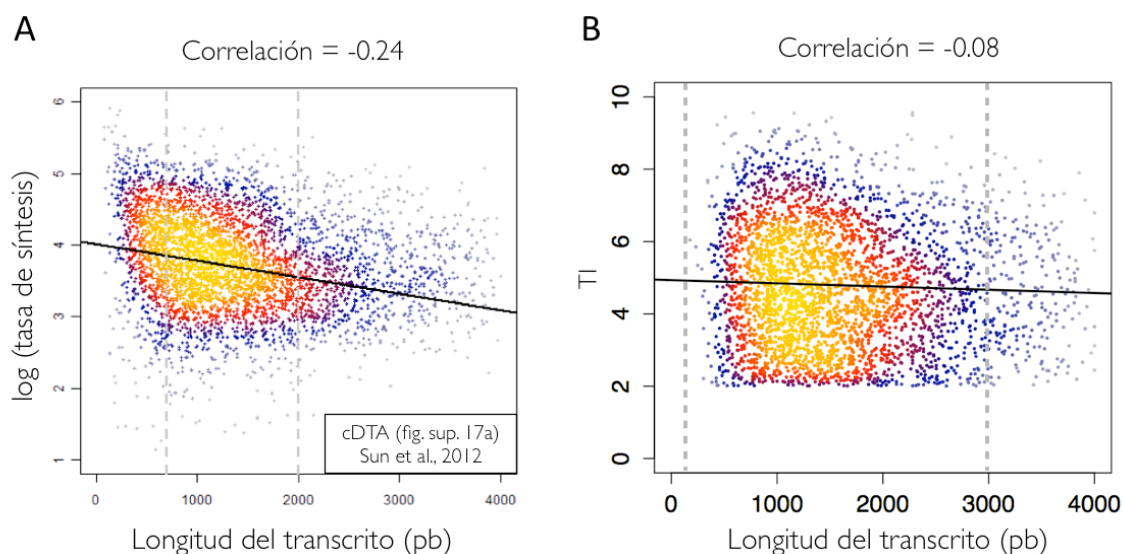 A
Correlación = -0.24
log (tasa de síntesis)
6
5
4
3
2
1
cDTA (fig. sup. 17a)
Sun et al., 2012
0 1000 2000 3000 4000
Longitud del transcrito (pb)
B
Correlación = -0.08
TI
10
8
6
4
2
0
0 1000 2000 3000 4000
Longitud del transcrito (pb)